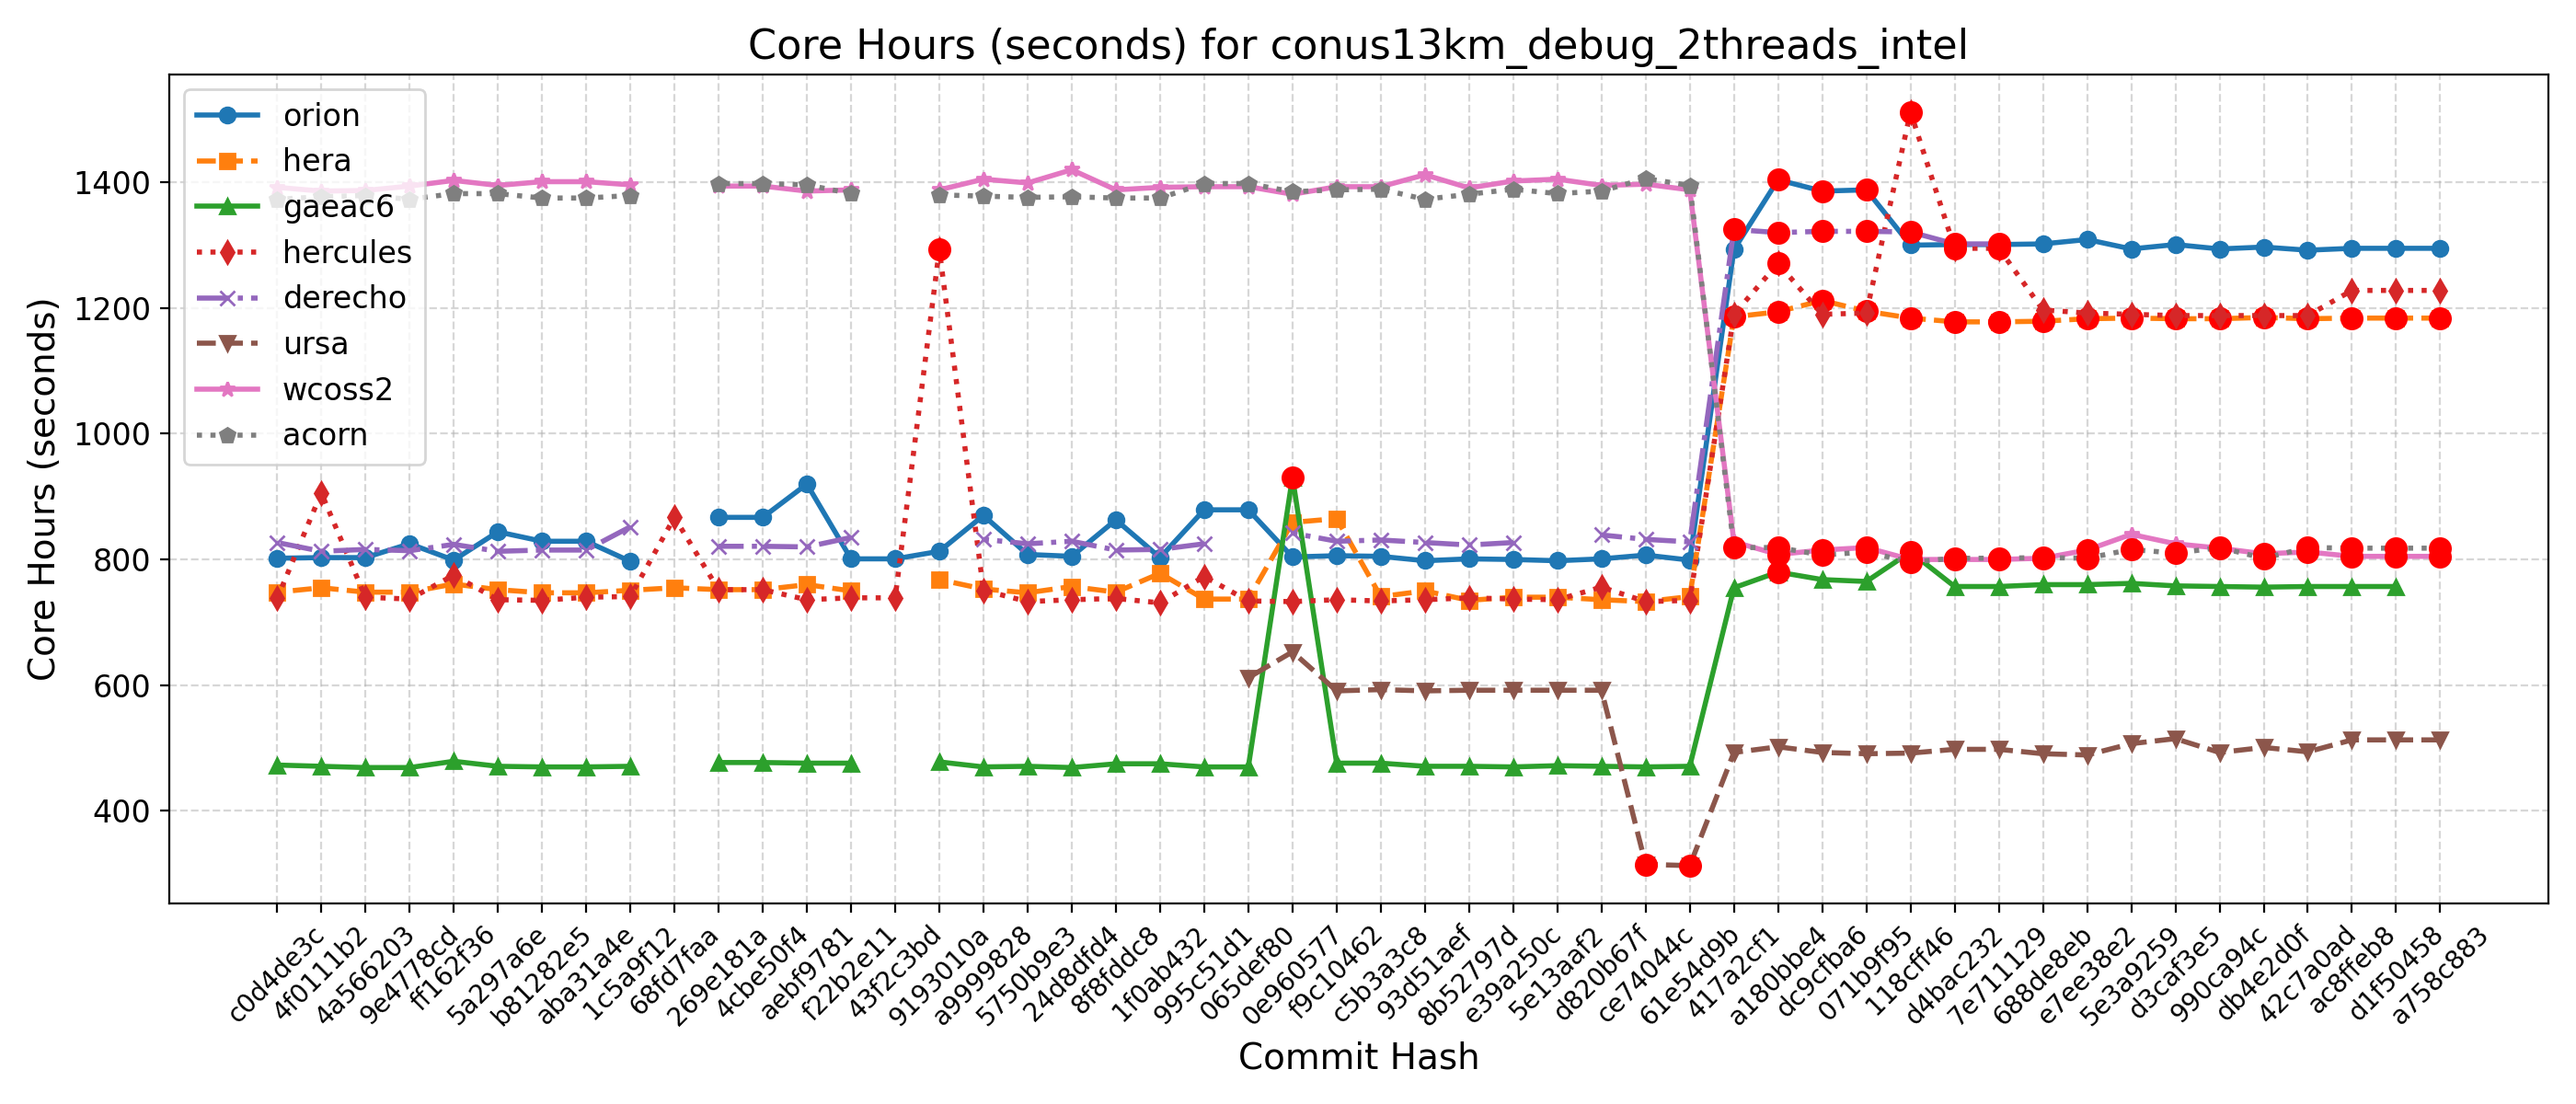 Core Hours (seconds) for conus13km_debug_2threads_intel
orion
hera
gaeac6
hercules
derecho
ursa
wcoss2
acorn
Core Hours (seconds)
1400
1200
1000
800
600
400
c0d4de3c
4f0111b2
4a566203
9e4778cd
ff162f36
5a297a6e
b81282e5
aba31a4e
1c5a9f12
68fd7faa
269e181a
4cbe50f4
aebf9781
f22b2e11
43f2c3bd
9193010a
a9999828
5750b9e3
24d8dfd4
8f8fddc8
1f0ab432
995c51d1
065def80
0e960577
f9c10462
c5b3a3c8
93d51aef
8b52797d
e39a250c
5e13aaf2
d820b67f
ce74044c
61e54d9b
417a2cf1
a180bbe4
dc9cfba6
071b9f95
118cff46
d4bac232
7e711129
688de8eb
e7ee38e2
5e3a9259
d3caf3e5
990ca94c
db4e2d0f
42c7a0ad
ac8ffeb8
d1f50458
a758c883
Commit Hash